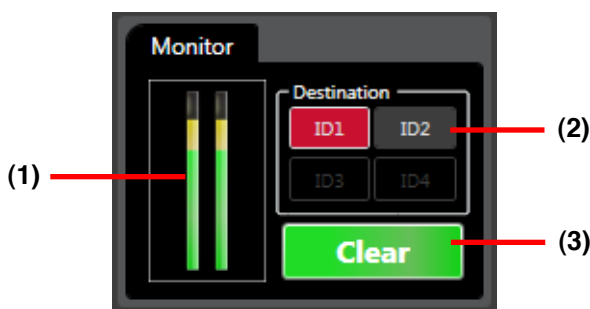 Monitor
Destination
ID1 ID2 (2)
(1) ID3 ID4
Clear (3)